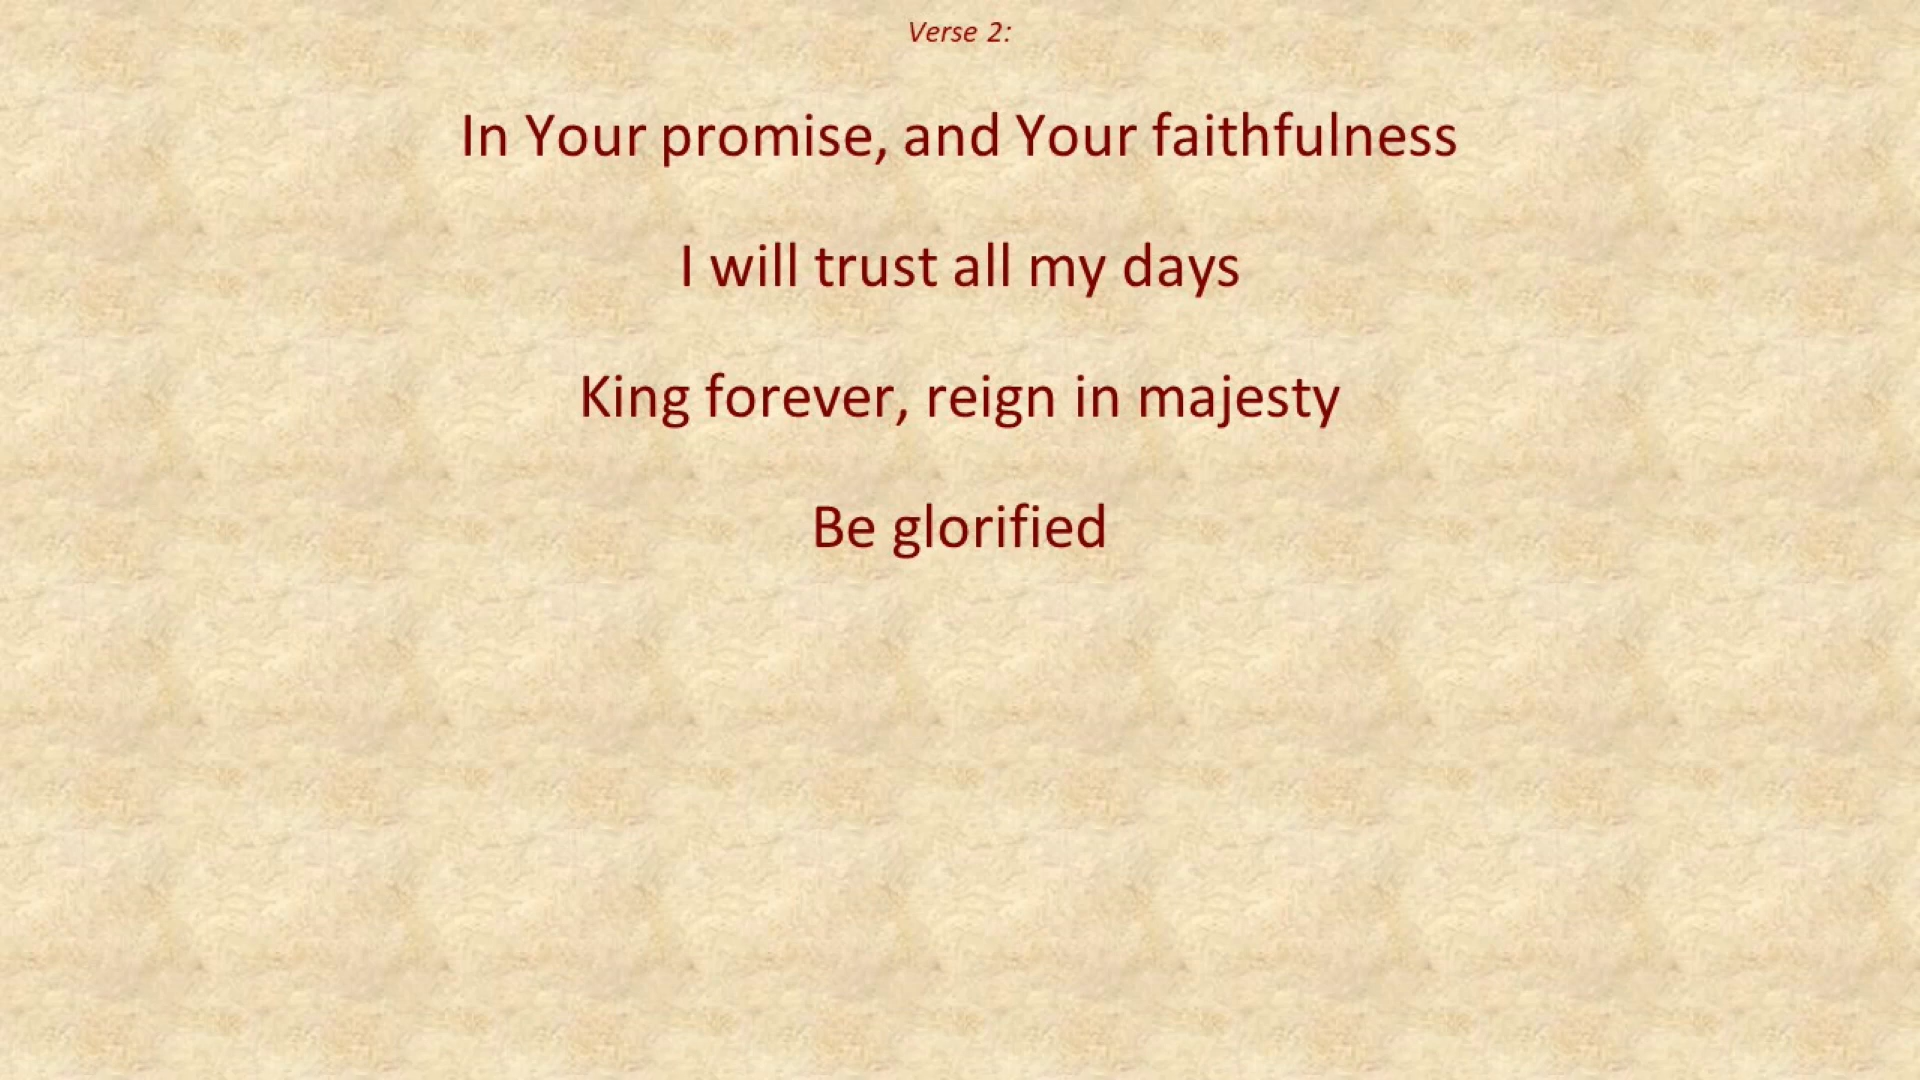 Verse 2:
In Your promise, and Your faithfulness
I will trust all my days
King forever, reign in majesty
Be glorified